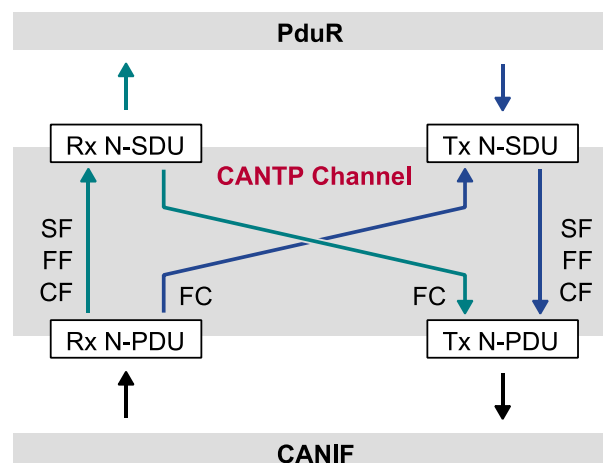 PduR
Rx N-SDU
Tx N-SDU
CANTP Channel
SF
FF
CF
FC
FC
SF
FF
CF
Rx N-PDU
Tx N-PDU
CANIF